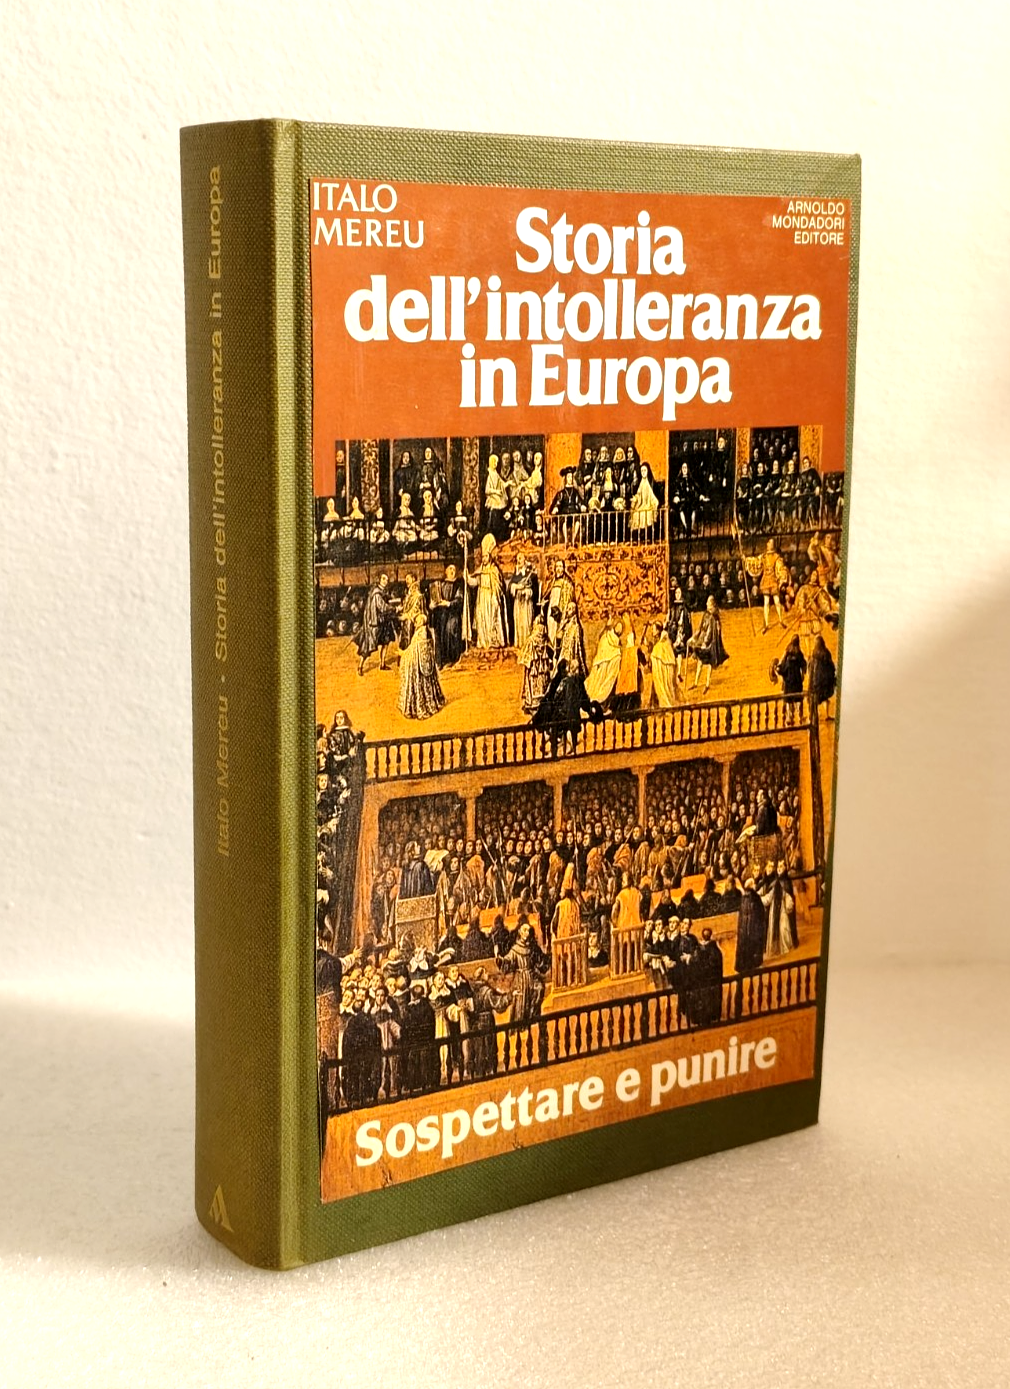 ITALO
MEREU
ARNOLDO
MONDADORI
EDITORE
Storia
dell'intolleranza
in Europa
Sospettare e punire
Italo Mereu - Storia dell'intolleranza in Europa